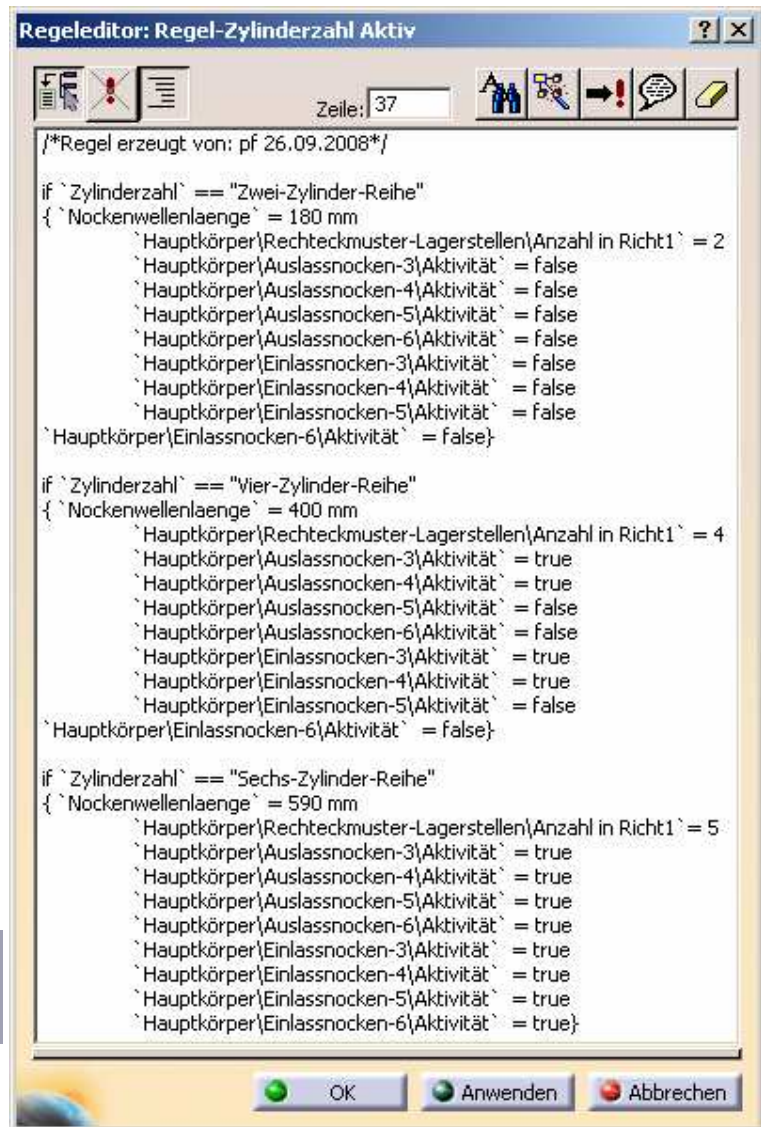 Regeleditor: Regel-Zylinderzahl Aktiv
Zeile: 37
/*Regel erzeugt von: pf 26.09.2008*/
if `Zylinderzahl` == "Zwei-Zylinder-Reihe"
{ `Nockenwellenlaenge` = 180 mm
`Hauptkörper\Rechteckmuster-Lagerstellen\Anzahl in Richt1` = 2
`Hauptkörper\Auslassnocken-3\Aktivität` = false
`Hauptkörper\Auslassnocken-4\Aktivität` = false
`Hauptkörper\Auslassnocken-5\Aktivität` = false
`Hauptkörper\Auslassnocken-6\Aktivität` = false
`Hauptkörper\Einlassnocken-3\Aktivität` = false
`Hauptkörper\Einlassnocken-4\Aktivität` = false
`Hauptkörper\Einlassnocken-5\Aktivität` = false
`Hauptkörper\Einlassnocken-6\Aktivität` = false}
if `Zylinderzahl` == "Vier-Zylinder-Reihe"
{ `Nockenwellenlaenge` = 400 mm
`Hauptkörper\Rechteckmuster-Lagerstellen\Anzahl in Richt1` = 4
`Hauptkörper\Auslassnocken-3\Aktivität` = true
`Hauptkörper\Auslassnocken-4\Aktivität` = true
`Hauptkörper\Auslassnocken-5\Aktivität` = false
`Hauptkörper\Auslassnocken-6\Aktivität` = false
`Hauptkörper\Einlassnocken-3\Aktivität` = true
`Hauptkörper\Einlassnocken-4\Aktivität` = true
`Hauptkörper\Einlassnocken-5\Aktivität` = false
`Hauptkörper\Einlassnocken-6\Aktivität` = false}
if `Zylinderzahl` == "Sechs-Zylinder-Reihe"
{ `Nockenwellenlaenge` = 590 mm
`Hauptkörper\Rechteckmuster-Lagerstellen\Anzahl in Richt1` = 5
`Hauptkörper\Auslassnocken-3\Aktivität` = true
`Hauptkörper\Auslassnocken-4\Aktivität` = true
`Hauptkörper\Auslassnocken-5\Aktivität` = true
`Hauptkörper\Auslassnocken-6\Aktivität` = true
`Hauptkörper\Einlassnocken-3\Aktivität` = true
`Hauptkörper\Einlassnocken-4\Aktivität` = true
`Hauptkörper\Einlassnocken-5\Aktivität` = true
`Hauptkörper\Einlassnocken-6\Aktivität` = true}
OK Anwenden Abbrechen